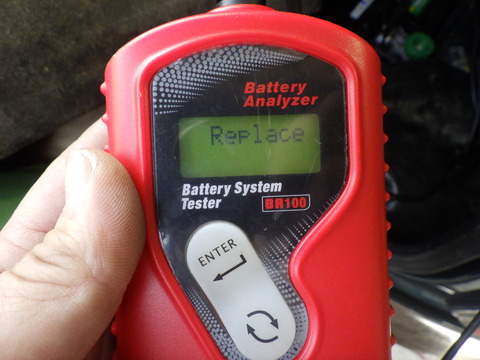 Battery
Analyzer
Replace
Battery System
Tester BA100
ENTER